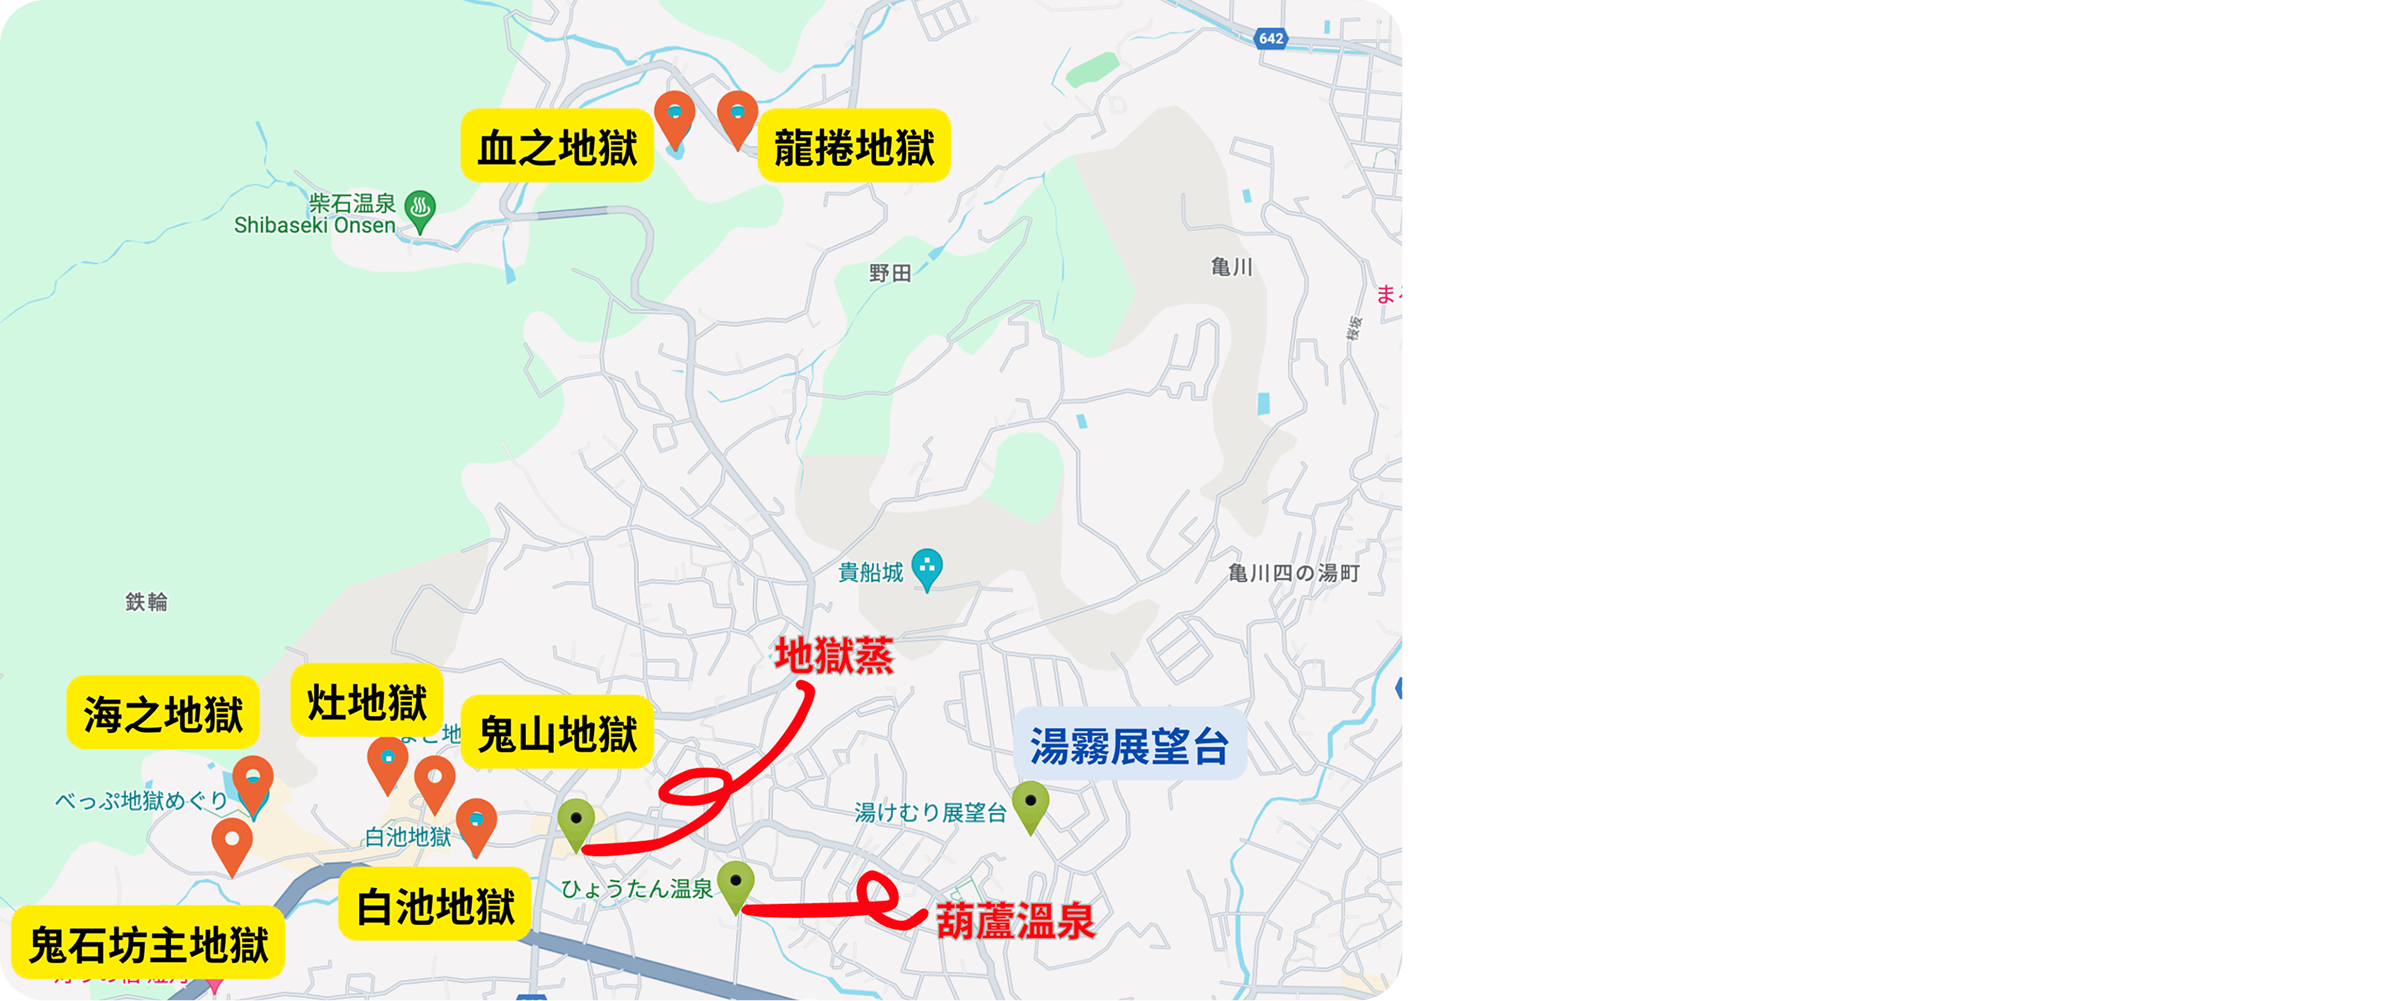 642
血之地獄
龍捲地獄
柴石温泉
Shibaseki Onsen
野田
亀川
ま
桜坂
貴船城
亀川四の湯町
鉄輪
地獄蒸
海之地獄
灶地獄
鬼山地獄
湯霧展望台
べっぷ地獄めぐり
湯けむり展望台
白池地獄
ひょうたん温泉
白池地獄
葫蘆溫泉
鬼石坊主地獄